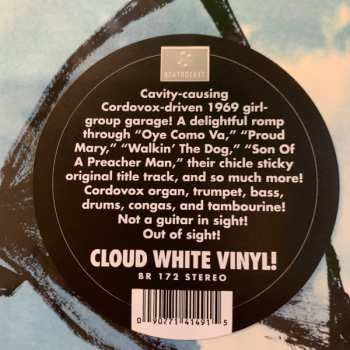 BEATROCKET
Cavity-causing
Cordovox-driven 1969 girl-
group garage! A delightful romp
through "Oye Como Va," "Proud
Mary," "Walkin' The Dog," "Son Of
A Preacher Man," their chicle sticky
original title track, and so much more!
Cordovox organ, trumpet, bass,
drums, congas, and tambourine!
Not a guitar in sight!
Out of sight!
CLOUD WHITE VINYL!
BR 172 STEREO
0 90771 41491 5